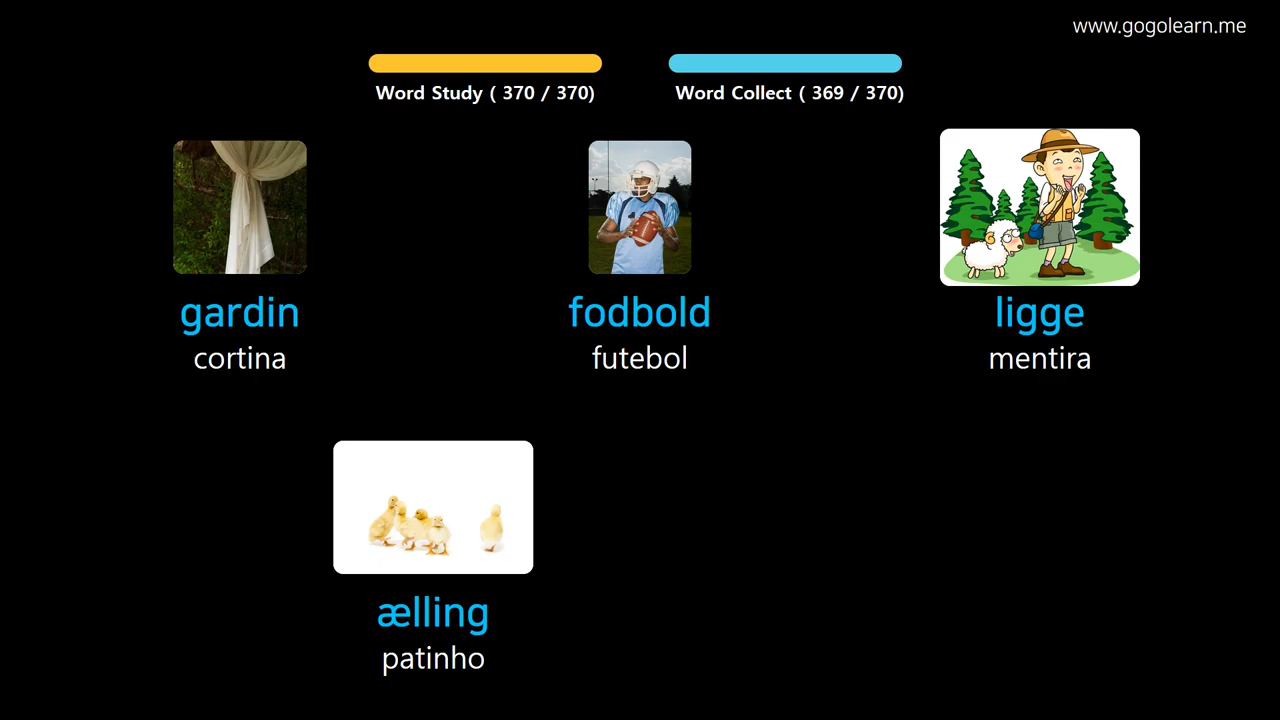 www.gogolearn.me
Word Study ( 370 / 370)
Word Collect ( 369 / 370)
gardin
cortina
fodbold
futebol
ligge
mentira
ælling
patinho